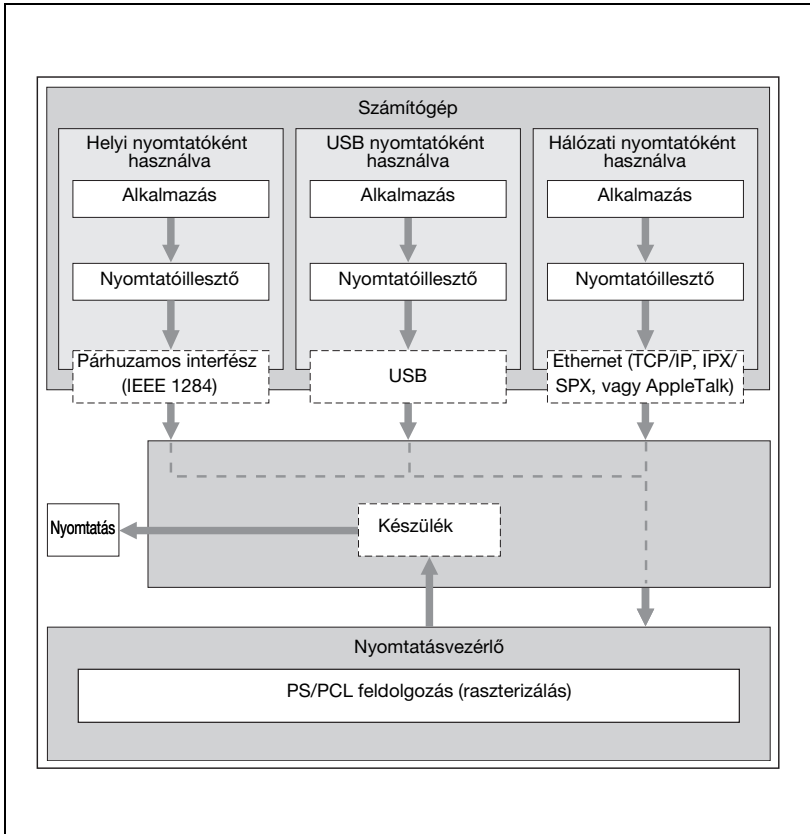 Számítógép
Helyi nyomtatóként
használva
Alkalmazás
Nyomtatóillesztő
Párhuzamos interfész
(IEEE 1284)
USB nyomtatóként
használva
Alkalmazás
Nyomtatóillesztő
USB
Hálózati nyomtatóként
használva
Alkalmazás
Nyomtatóillesztő
Ethernet (TCP/IP, IPX/
SPX, vagy AppleTalk)
Nyomtatás
Készülék
Nyomtatásvezérlő
PS/PCL feldolgozás (raszterizálás)